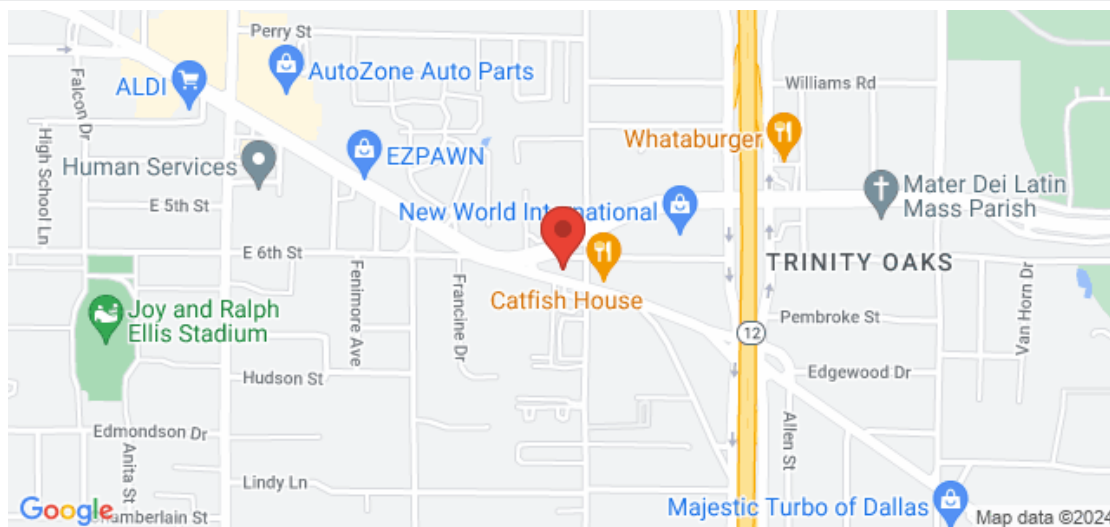 Perry St
AutoZone Auto Parts
ALDI
Williams Rd
Falcon Dr
High School Ln
Whataburger
EZPAWN
Human Services
Mater Dei Latin
Mass Parish
E 5th St
New World International
E 6th St
TRINITY OAKS
Catfish House
Joy and Ralph
Ellis Stadium
Fenimore Ave
Francine Dr
Van Horn Dr
Pembroke St
12
Hudson St
Edgewood Dr
Edmondson Dr
Anita St
Allen St
Lindy Ln
Majestic Turbo of Dallas
Google
hamberlain St
Map data ©2024